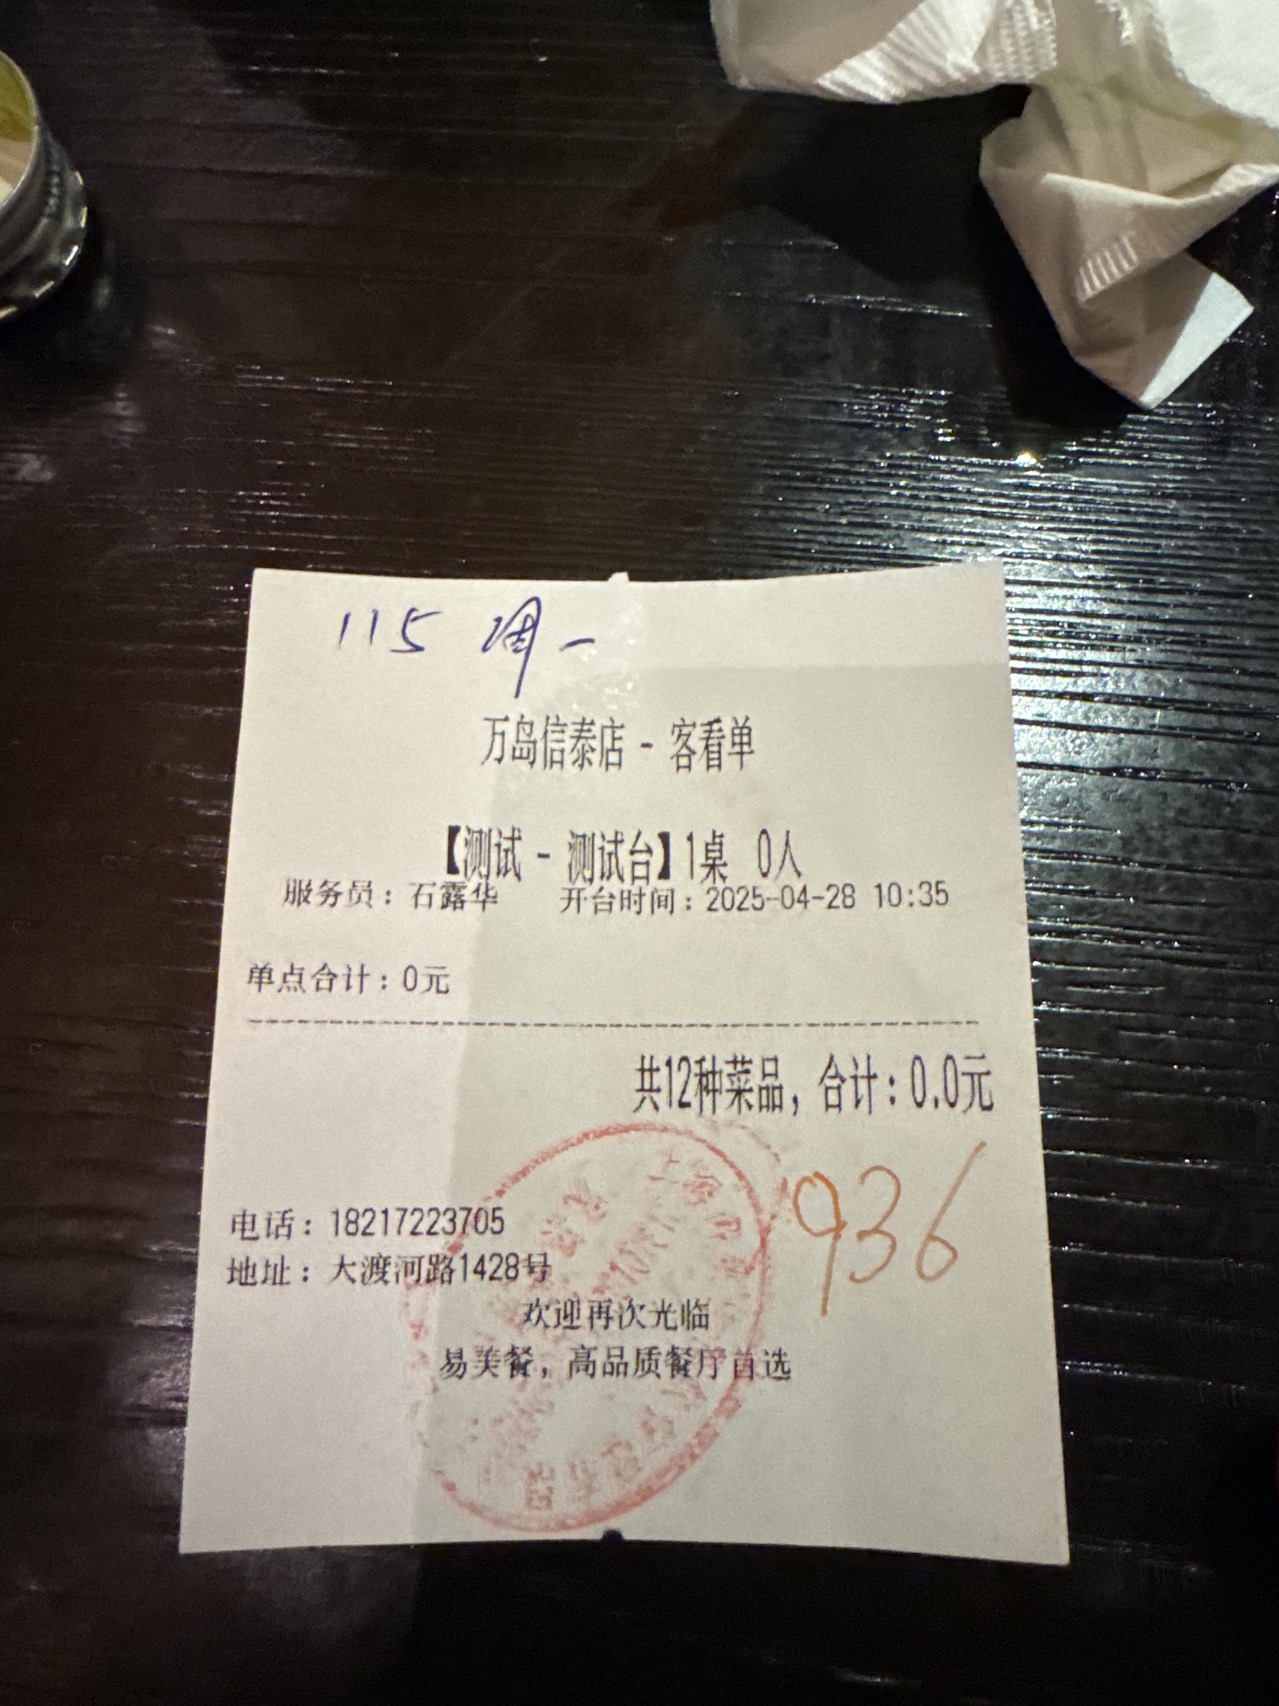 115 周一
万岛信泰店 - 客看单
【测试 - 测试台】1桌 0人
服务员：石露华 开台时间：2025-04-28 10:35
单点合计：0元
共12种菜品，合计：0.0元
936
电话：18217223705
地址：大渡河路1428号
欢迎再次光临
易美餐，高品质餐厅首选